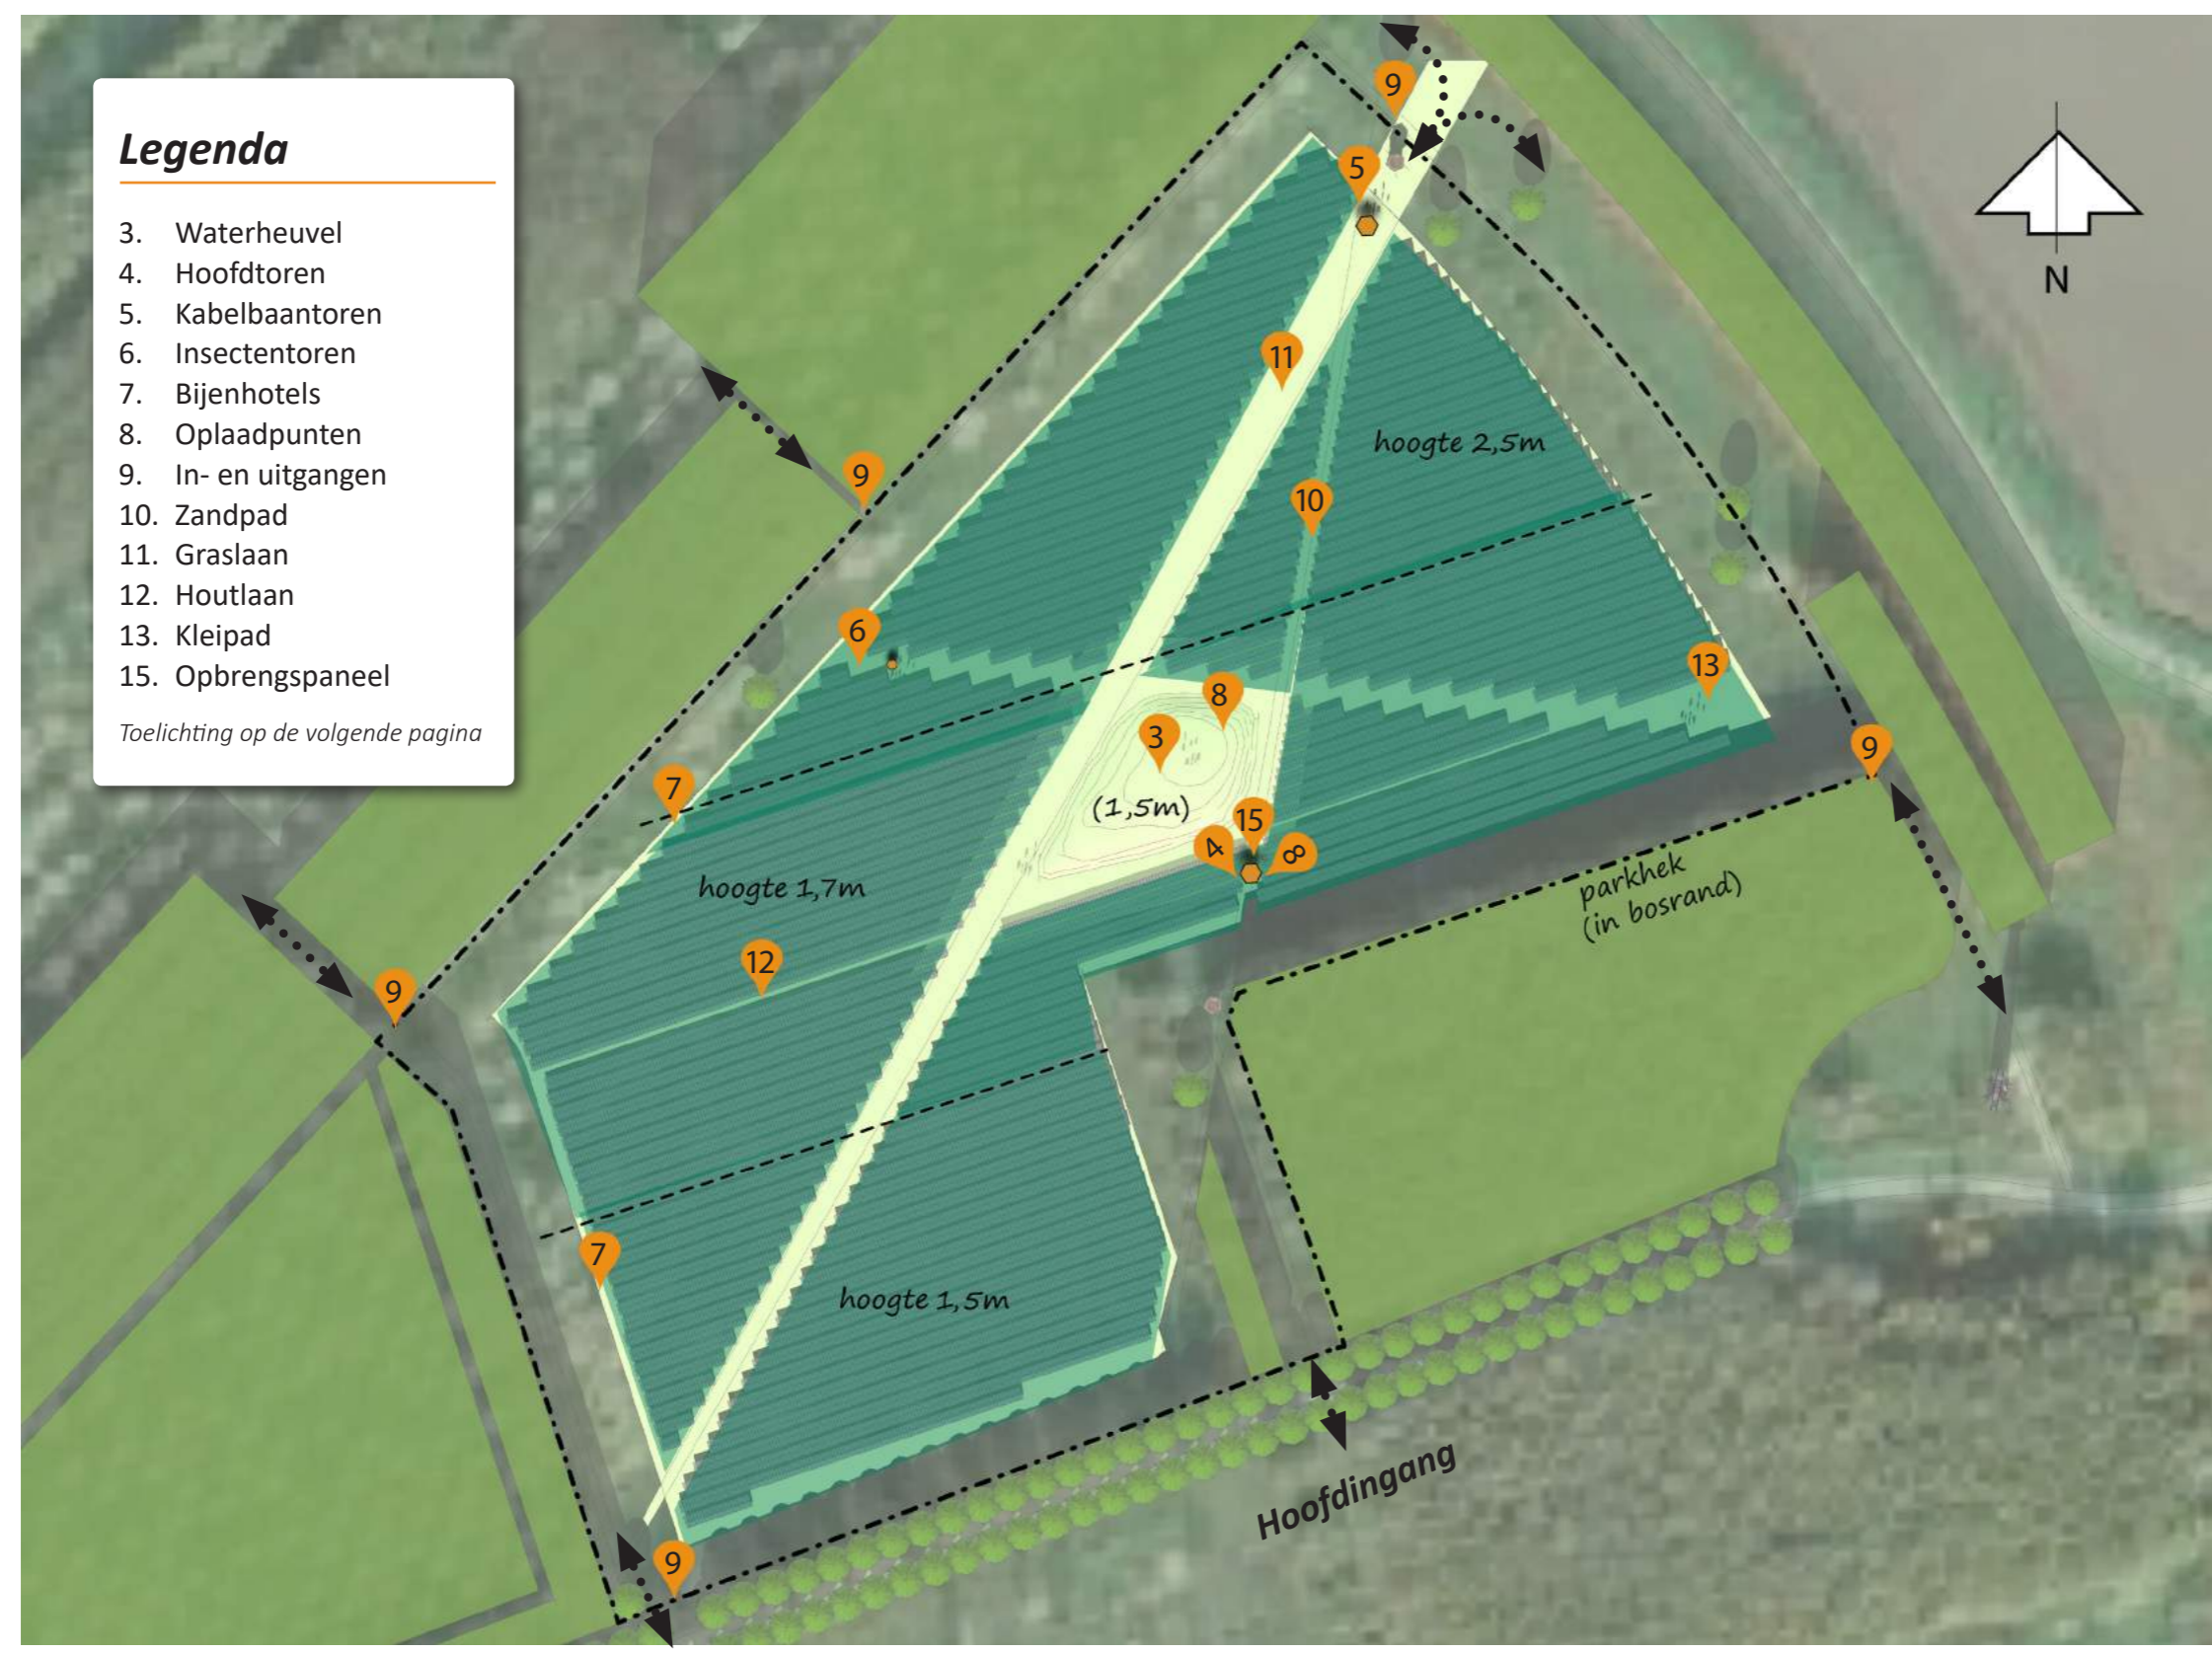 Legenda
3. Waterheuvel
4. Hoofdtoren
5. Kabelbaantoren
6. Insectentoren
7. Bijenhotels
8. Oplaadpunten
9. In- en uitgangen
10. Zandpad
11. Graslaan
12. Houtlaan
13. Kleipad
15. Opbrengspaneel
Toelichting op de volgende pagina
9
5
N
11
hoogte 2,5m
9
10
6
13
8
3
9
7
(1,5m)
15
4
8
hoogte 1,7m
parkhek
(in bosrand)
12
9
7
hoogte 1,5m
Hoofdingang
9